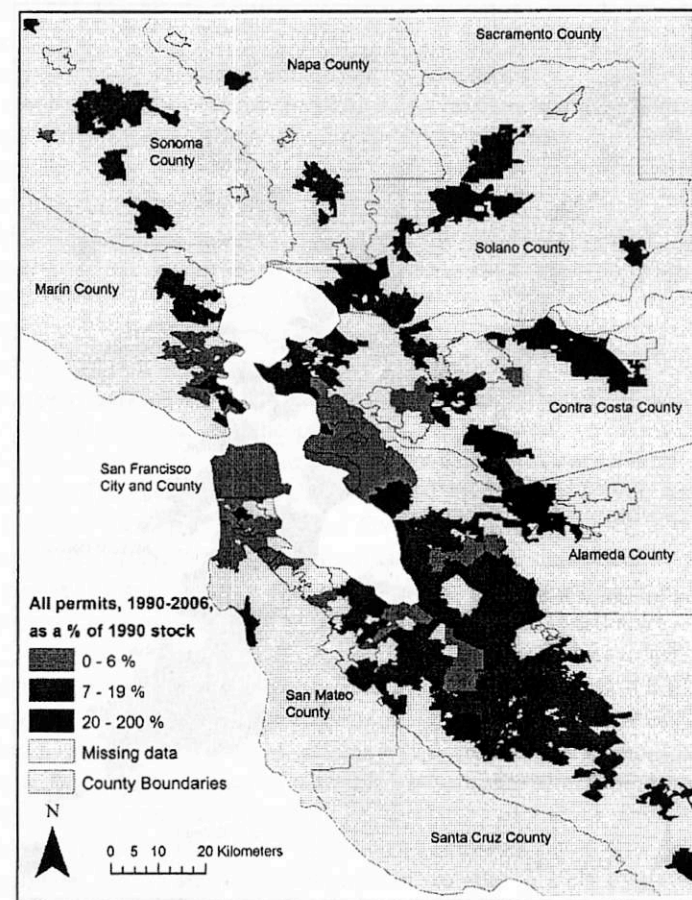 Sacramento County
Napa County
Sonoma
County
Solano County
Marin County
Contra Costa County
San Francisco
City and County
Alameda County
All permits, 1990-2006,
as a % of 1990 stock
0 - 6 %
7 - 19 %
20 - 200 %
Missing data
County Boundaries
San Mateo
County
N
0 5 10 20 Kilometers
Santa Cruz County